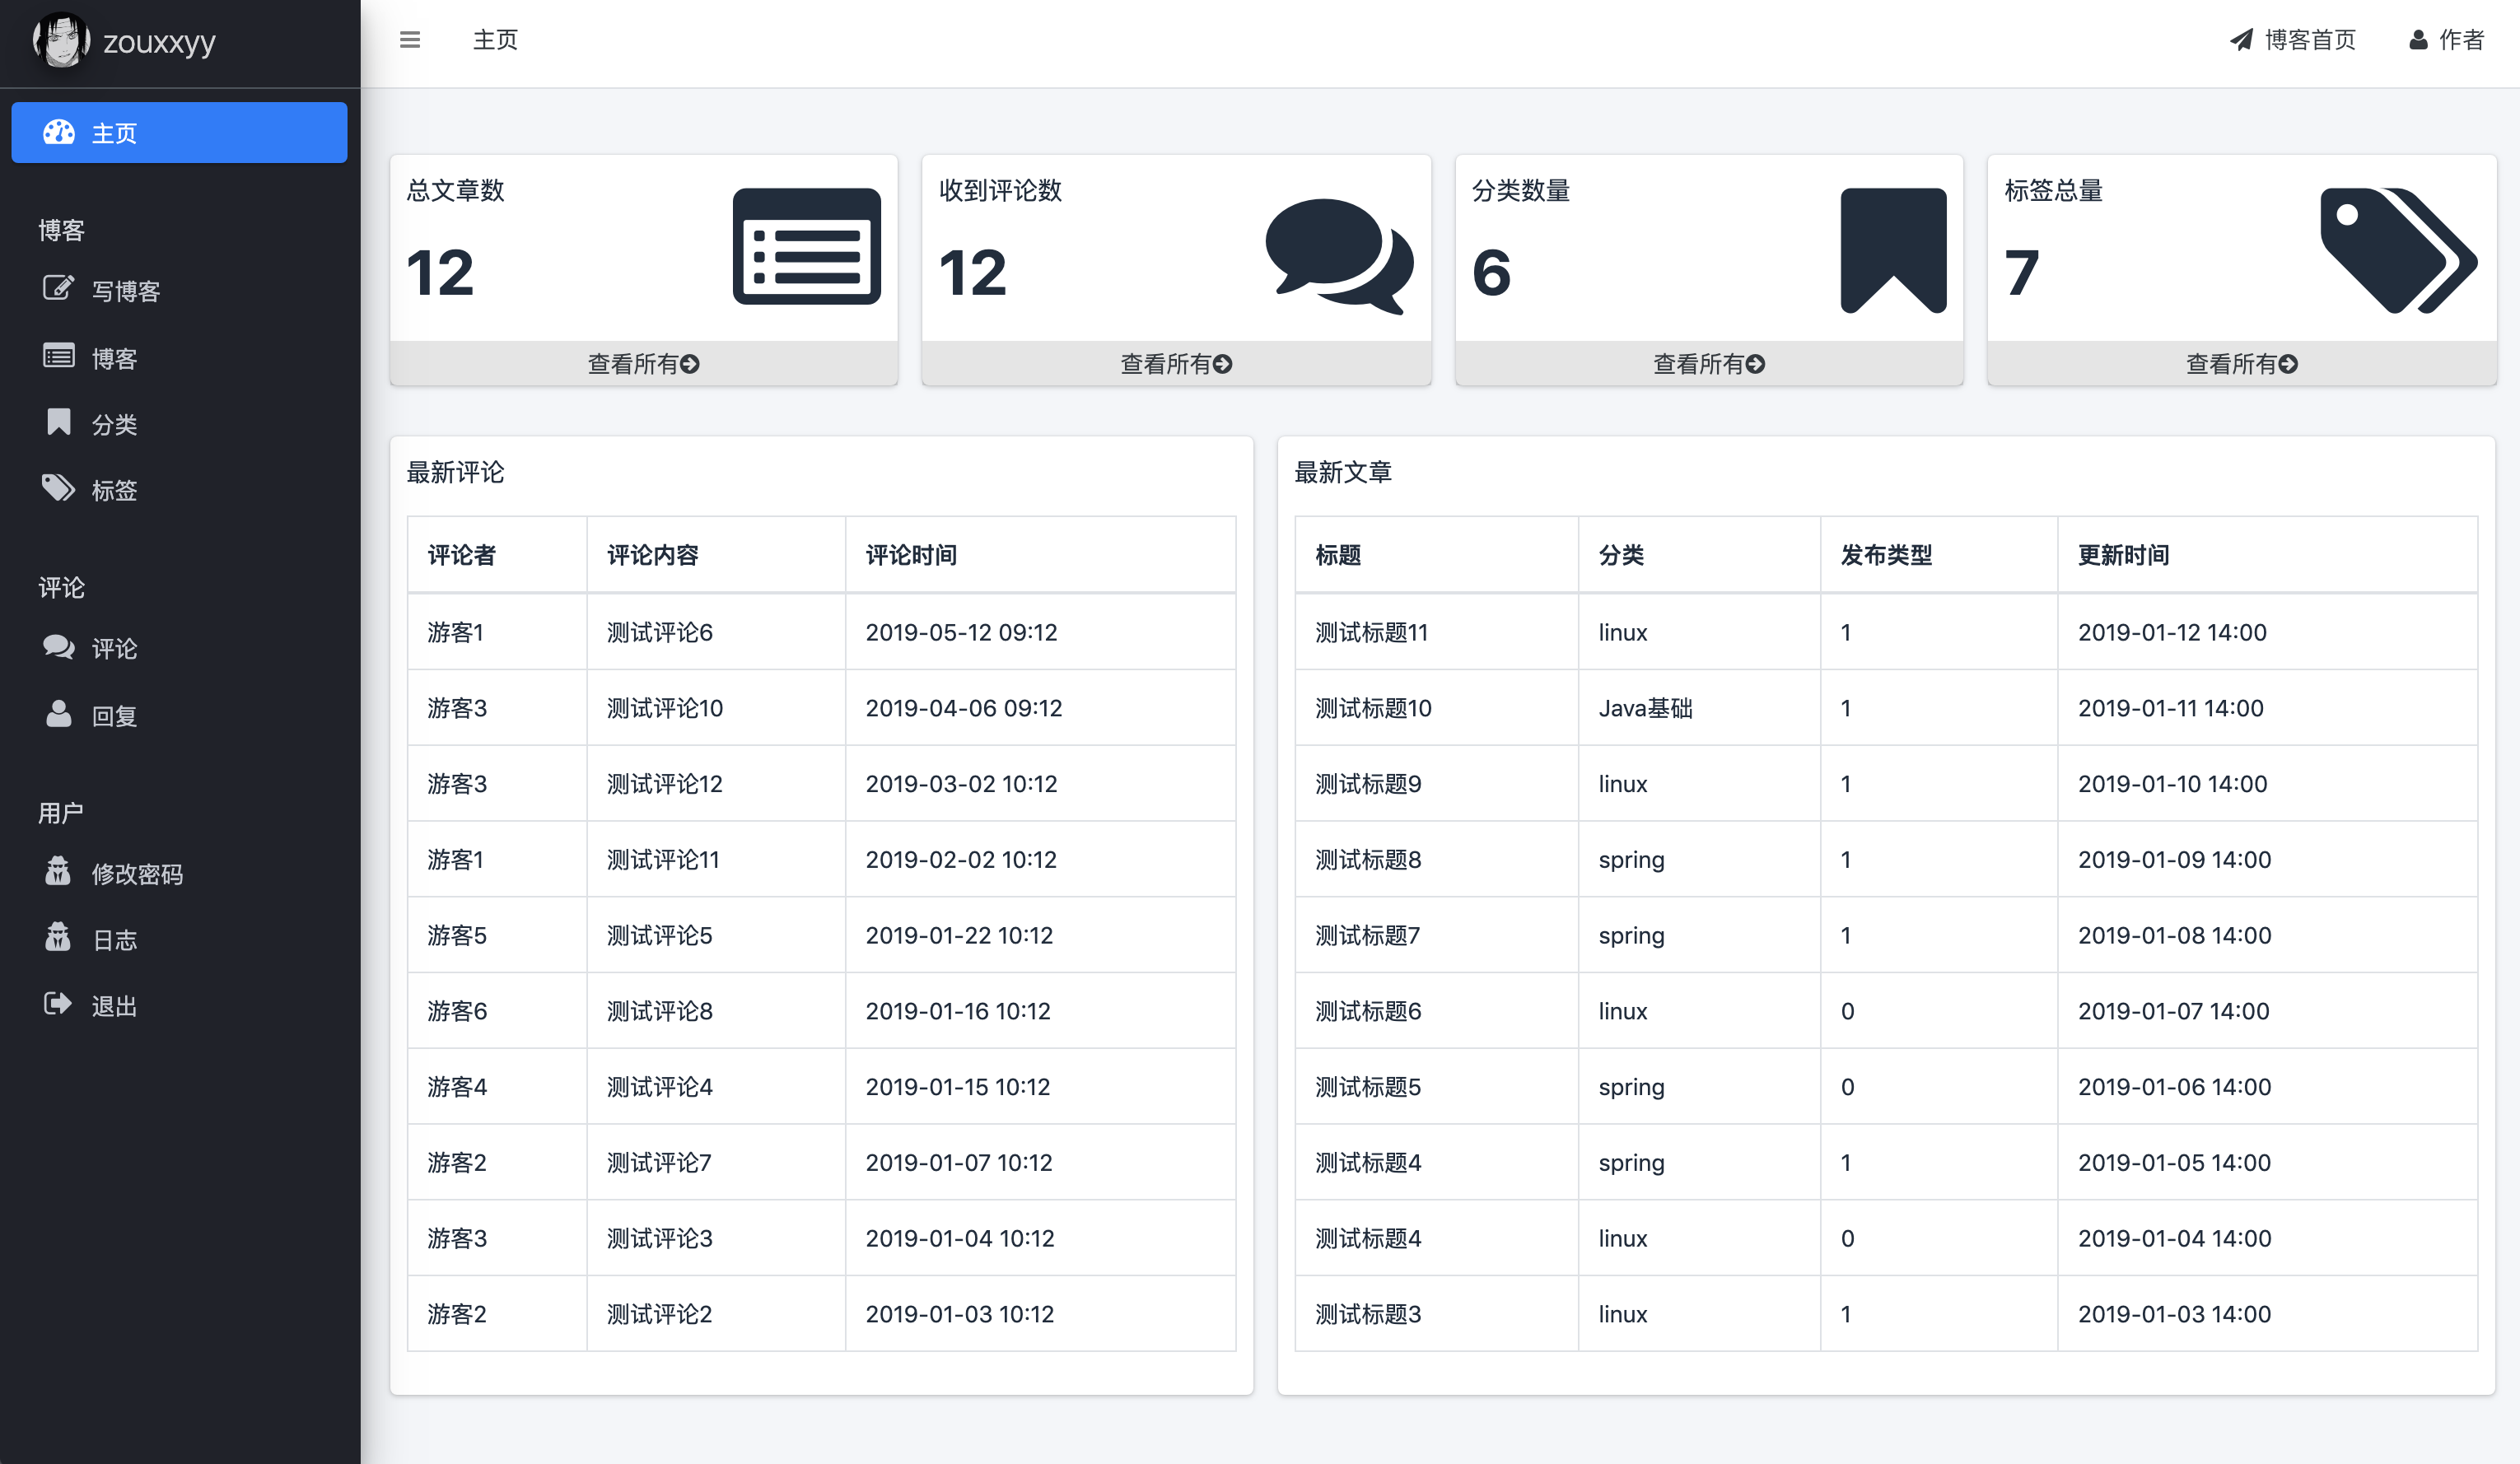 zouxxyy
主页
博客
写博客
博客
分类
标签
评论
评论
回复
用户
修改密码
日志
退出
主页 博客首页 作者
总文章数
12
查看所有
收到评论数
12
查看所有
分类数量
6
查看所有
标签总量
7
查看所有
最新评论
评论者 评论内容 评论时间
游客1 测试评论6 2019-05-12 09:12
游客3 测试评论10 2019-04-06 09:12
游客3 测试评论12 2019-03-02 10:12
游客1 测试评论11 2019-02-02 10:12
游客5 测试评论5 2019-01-22 10:12
游客6 测试评论8 2019-01-16 10:12
游客4 测试评论4 2019-01-15 10:12
游客2 测试评论7 2019-01-07 10:12
游客3 测试评论3 2019-01-04 10:12
游客2 测试评论2 2019-01-03 10:12
最新文章
标题 分类 发布类型 更新时间
测试标题11 linux 1 2019-01-12 14:00
测试标题10 Java基础 1 2019-01-11 14:00
测试标题9 linux 1 2019-01-10 14:00
测试标题8 spring 1 2019-01-09 14:00
测试标题7 spring 1 2019-01-08 14:00
测试标题6 linux 0 2019-01-07 14:00
测试标题5 spring 0 2019-01-06 14:00
测试标题4 spring 1 2019-01-05 14:00
测试标题4 linux 0 2019-01-04 14:00
测试标题3 linux 1 2019-01-03 14:00